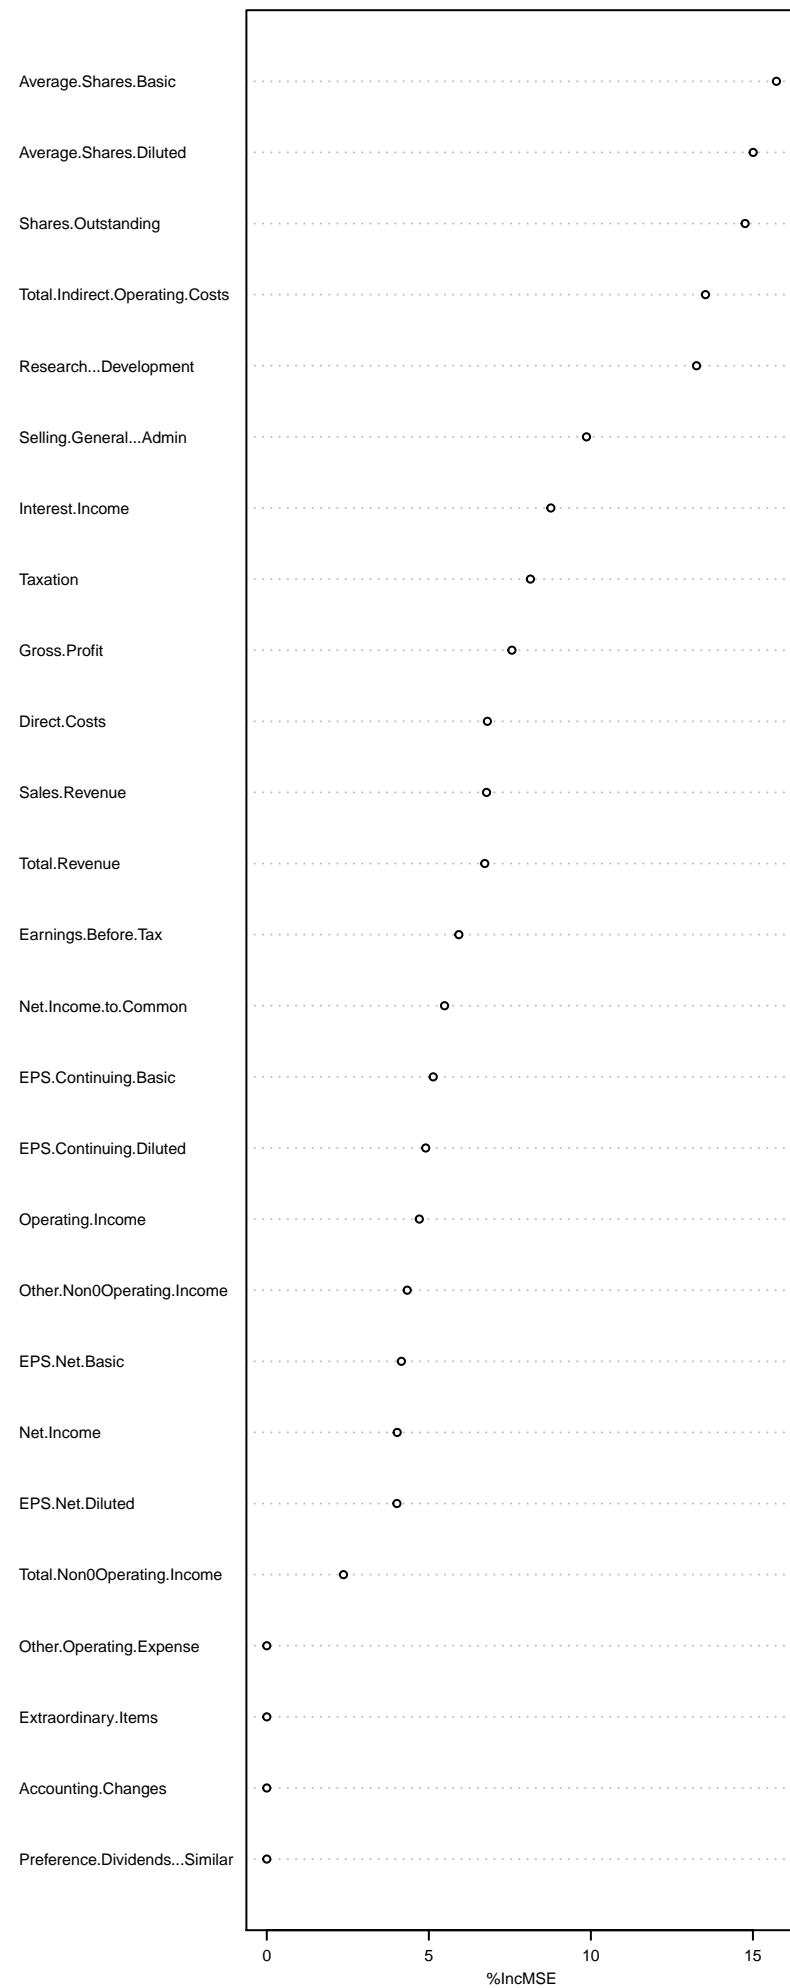 Average.Shares.Basic
Average.Shares.Diluted
Shares.Outstanding
Total.Indirect.Operating.Costs
Research...Development
Selling.General...Admin
Interest.Income
Taxation
Gross.Profit
Direct.Costs
Sales.Revenue
Total.Revenue
Earnings.Before.Tax
Net.Income.to.Common
EPS.Continuing.Basic
EPS.Continuing.Diluted
Operating.Income
Other.Non0Operating.Income
EPS.Net.Basic
Net.Income
EPS.Net.Diluted
Total.Non0Operating.Income
Other.Operating.Expense
Extraordinary.Items
Accounting.Changes
Preference.Dividends...Similar
0 5 10 15
%IncMSE